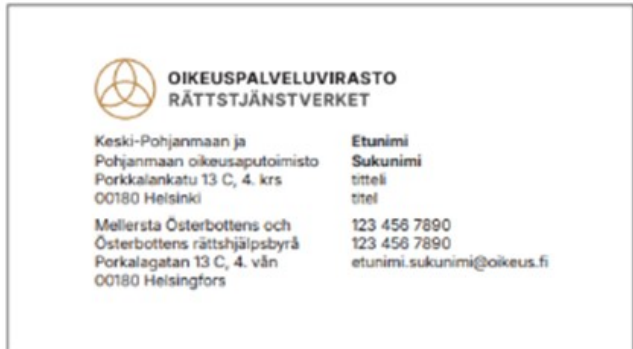 OIKEUSPALVELUVIRASTO
RÄTTSTJÄNSTVERKET
Keski-Pohjanmaan ja
Pohjanmaan oikeusaputoimisto
Porkkalankatu 13 C, 4. krs
00180 Helsinki
Mellersta Österbottens och
Österbottens rättshjälpsbyrå
Porkalagatan 13 C, 4. vån
00180 Helsingfors
Etunimi
Sukunimi
titteli
titel
123 456 7890
123 456 7890
etunimi.sukunimi@oikeus.fi